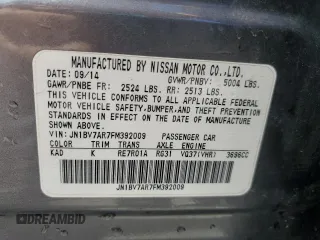 MANUFACTURED BY NISSAN MOTOR CO.,LTD.
DATE 09/14 GVWR/PNBV: 5004 LBS.
GAWR/PNBE FR: 2524 LBS. RR: 2513 LBS.
THIS VEHICLE CONFORMS TO ALL APPLICABLE FEDERAL
MOTOR VEHICLE SAFETY, BUMPER, AND THEFT PREVENTION
STANDARDS IN EFFECT ON THE DATE OF MANUFACTURE
SHOWN ABOVE.
VIN: JN1BV7AR7FM392009 PASSENGER CAR
COLOR TRIM TRANS AXLE ENGINE
KAD K RE7R01A RG31 VQ37(VHR) 3696CC
JN1BV7AR7FM392009
AUTOBIDMASTER